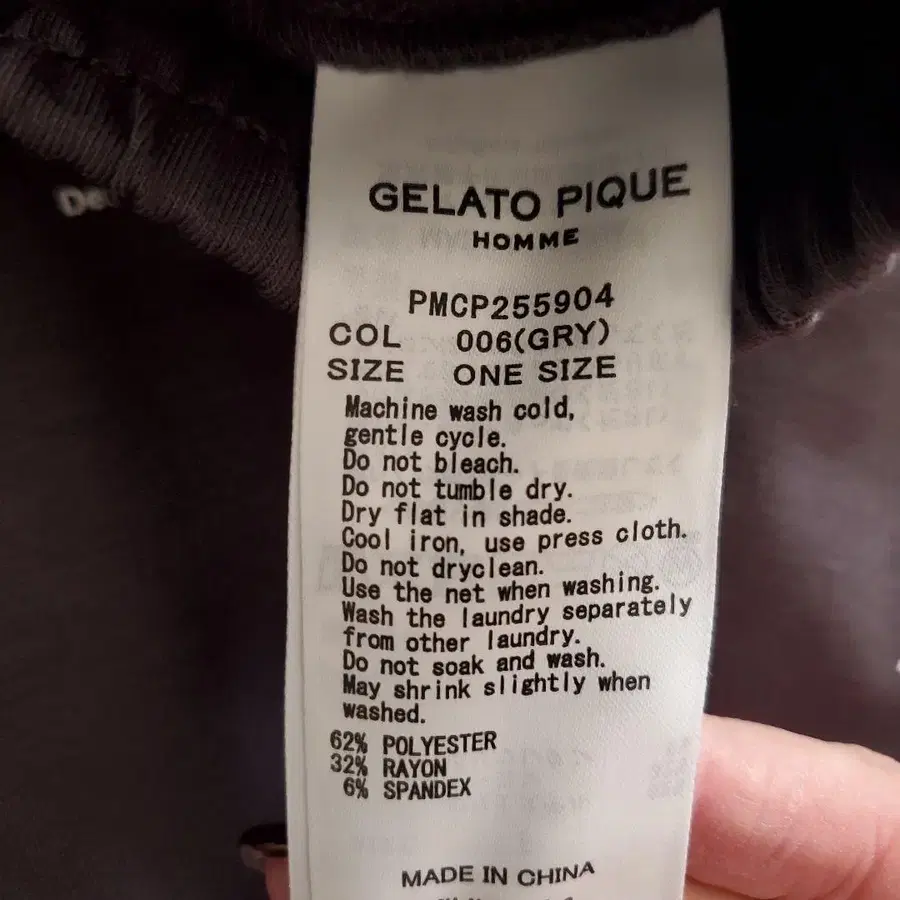 GELATO PIQUE
HOMME
PMCP255904
COL 006(GRY)
SIZE ONE SIZE
Machine wash cold,
gentle cycle.
Do not bleach.
Do not tumble dry.
Dry flat in shade.
Cool iron, use press cloth.
Do not dryclean.
Use the net when washing.
Wash the laundry separately
from other laundry.
Do not soak and wash.
May shrink slightly when
washed.
62% POLYESTER
32% RAYON
6% SPANDEX
MADE IN CHINA